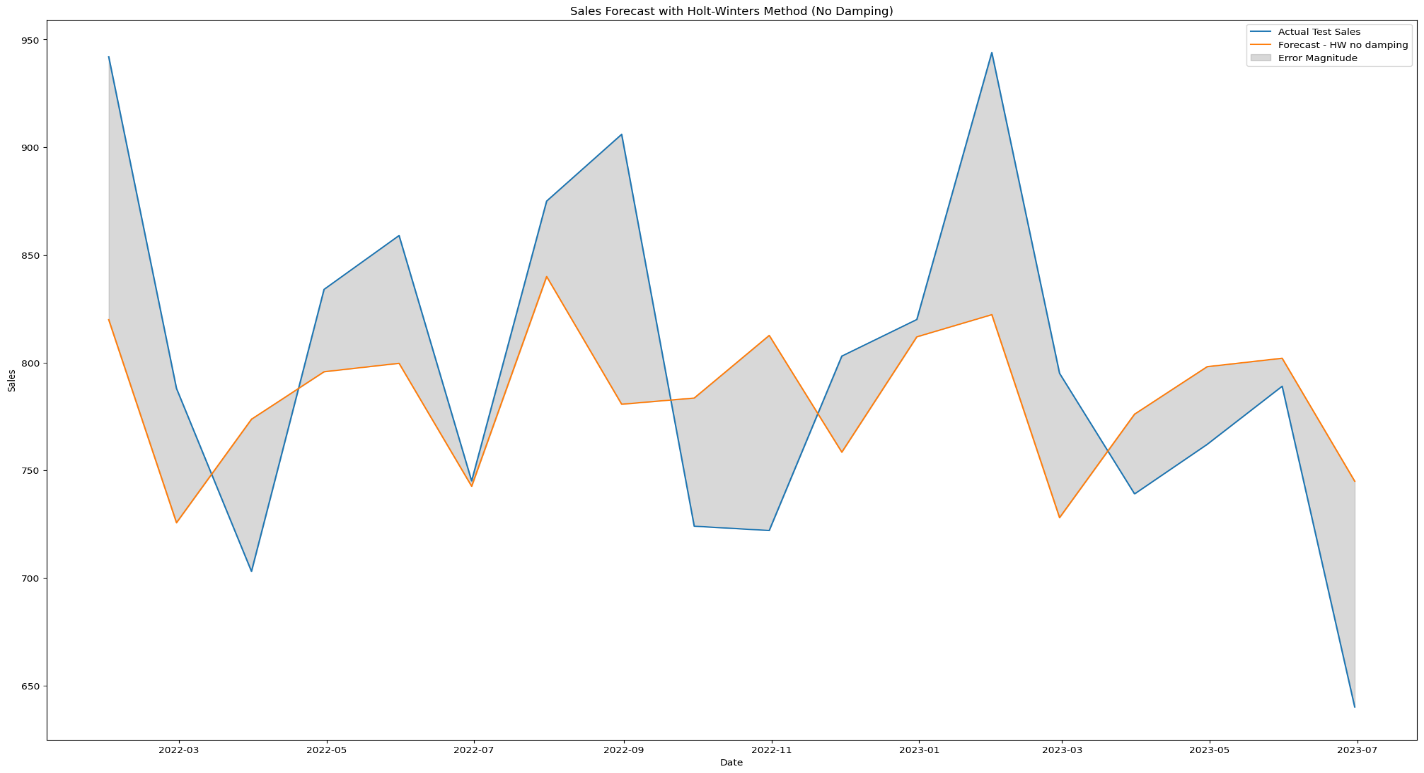 Sales Forecast with Holt-Winters Method (No Damping)
Actual Test Sales
Forecast - HW no damping
Error Magnitude
Sales
950
900
850
800
750
700
650
2022-03 2022-05 2022-07 2022-09 2022-11 2023-01 2023-03 2023-05 2023-07
Date